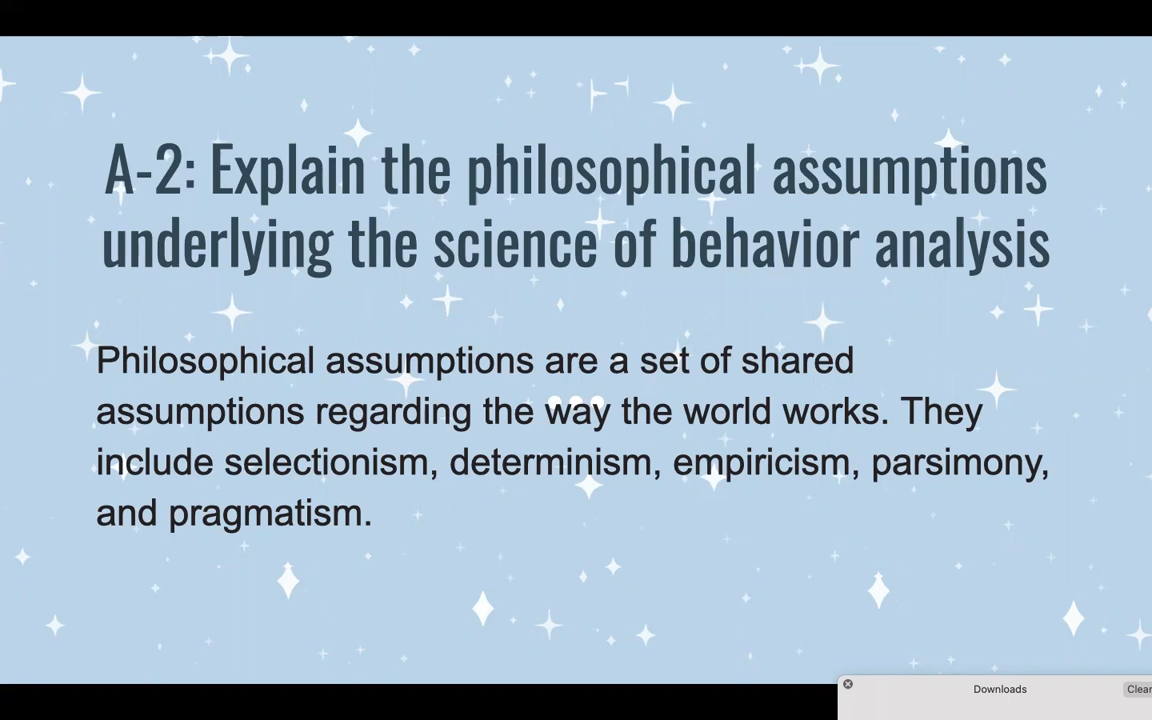 A-2: Explain the philosophical assumptions
underlying the science of behavior analysis
Philosophical assumptions are a set of shared
assumptions regarding the way the world works. They
include selectionism, determinism, empiricism, parsimony,
and pragmatism.
Downloads
Clear